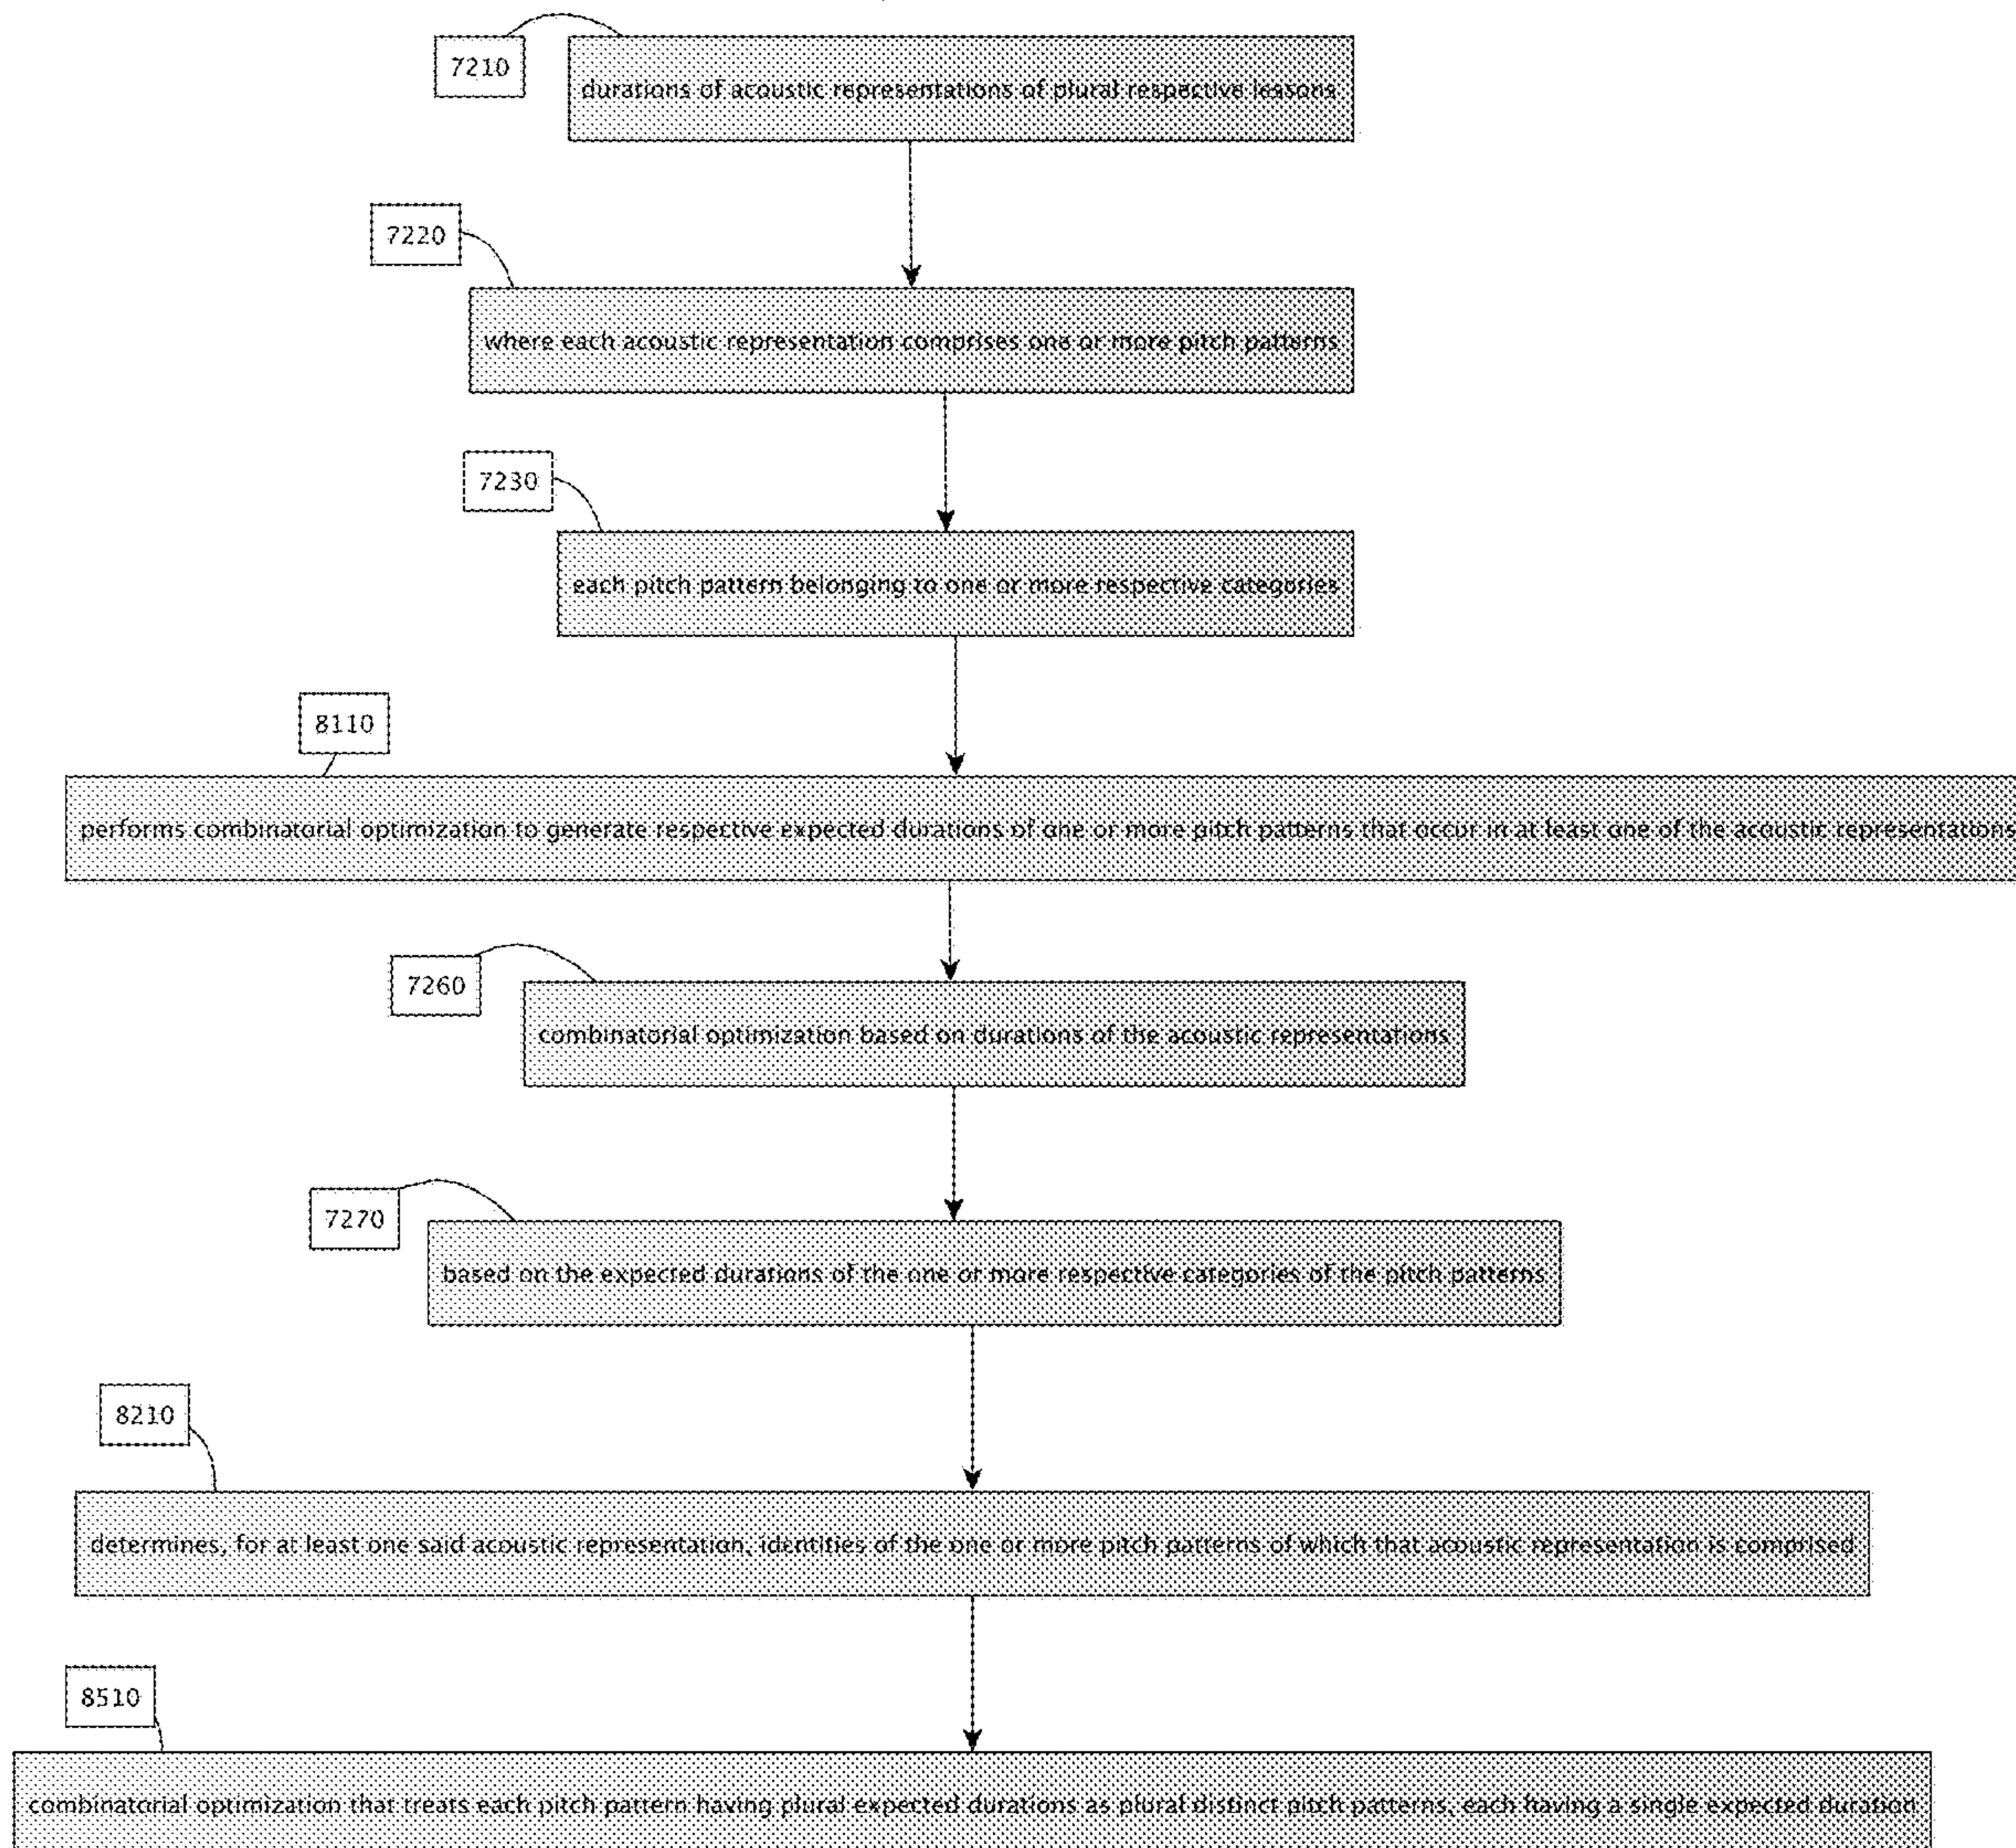 7210
durations of acoustic representations of plural respective lessons
7220
where each acoustic representation comprises one or more pitch patterns
7230
each pitch pattern belonging to one or more respective categories
8110
performs combinatorial optimization to generate respective expected durations of one or more pitch patterns that occur in at least one of the acoustic representations
7260
combinatorial optimization based on durations of the acoustic representations
7270
based on the expected durations of the one or more respective categories of the pitch patterns
8210
determines, for at least one said acoustic representation, identities of the one or more pitch patterns of which that acoustic representation is comprised
8510
combinatorial optimization that treats each pitch pattern having plural expected durations as plural distinct pitch patterns, each having a single expected duration